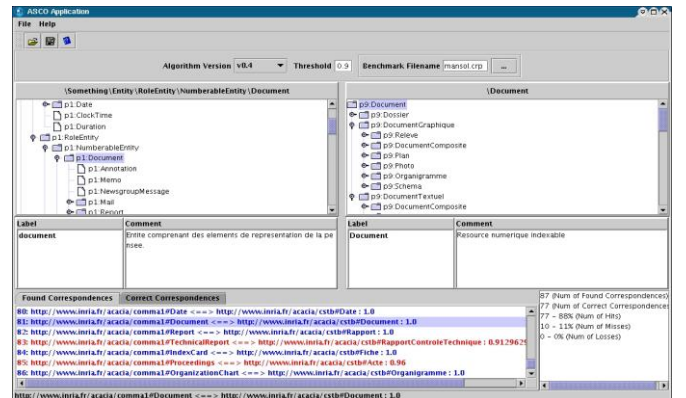 ASCO Application
File Help
Algorithm Version v0.4 Threshold 0.9 Benchmark Filename mansol.crp ...
\Something\Entity\RoleEntity\NumberableEntity\Document
p1:Date
p1:ClockTime
p1:Duration
p1:RoleEntity
p1:NumberableEntity
p1:Document
p1:Annotation
p1:Memo
p1:NewsgroupMessage
p1:Mail
p1:Report
\Document
p9:Document
p9:Dossier
p9:DocumentGraphique
p9:Releve
p9:DocumentComposite
p9:Plan
p9:Photo
p9:Organigramme
p9:Schema
p9:DocumentTextuel
p9:DocumentComposite
Label Comment
document Entite comprenant des elements de representation de la pe
nsee.
Label Comment
Document Resource numerique indexable
Found Correspondences Correct Correspondences
80: http://www.inria.fr/acacia/comma1#Date <==> http://www.inria.fr/acacia/cstb#Date : 1.0
81: http://www.inria.fr/acacia/comma1#Document <==> http://www.inria.fr/acacia/cstb#Document : 1.0
82: http://www.inria.fr/acacia/comma1#Report <==> http://www.inria.fr/acacia/cstb#Rapport : 1.0
83: http://www.inria.fr/acacia/comma1#TechnicalReport <==> http://www.inria.fr/acacia/cstb#RapportControleTechnique : 0.9129629
84: http://www.inria.fr/acacia/comma1#IndexCard <==> http://www.inria.fr/acacia/cstb#Fiche : 1.0
85: http://www.inria.fr/acacia/comma1#Proceedings <==> http://www.inria.fr/acacia/cstb#Acte : 0.96
86: http://www.inria.fr/acacia/comma1#OrganizationChart <==> http://www.inria.fr/acacia/cstb#Organigramme : 1.0
87 (Num of Found Correspondences)
77 (Num of Correct Correspondences
77 - 88% (Num of Hits)
10 - 11% (Num of Misses)
0 - 0% (Num of Losses)
http://www.inria.fr/acacia/comma1#Document <==> http://www.inria.fr/acacia/cstb#Document : 1.0